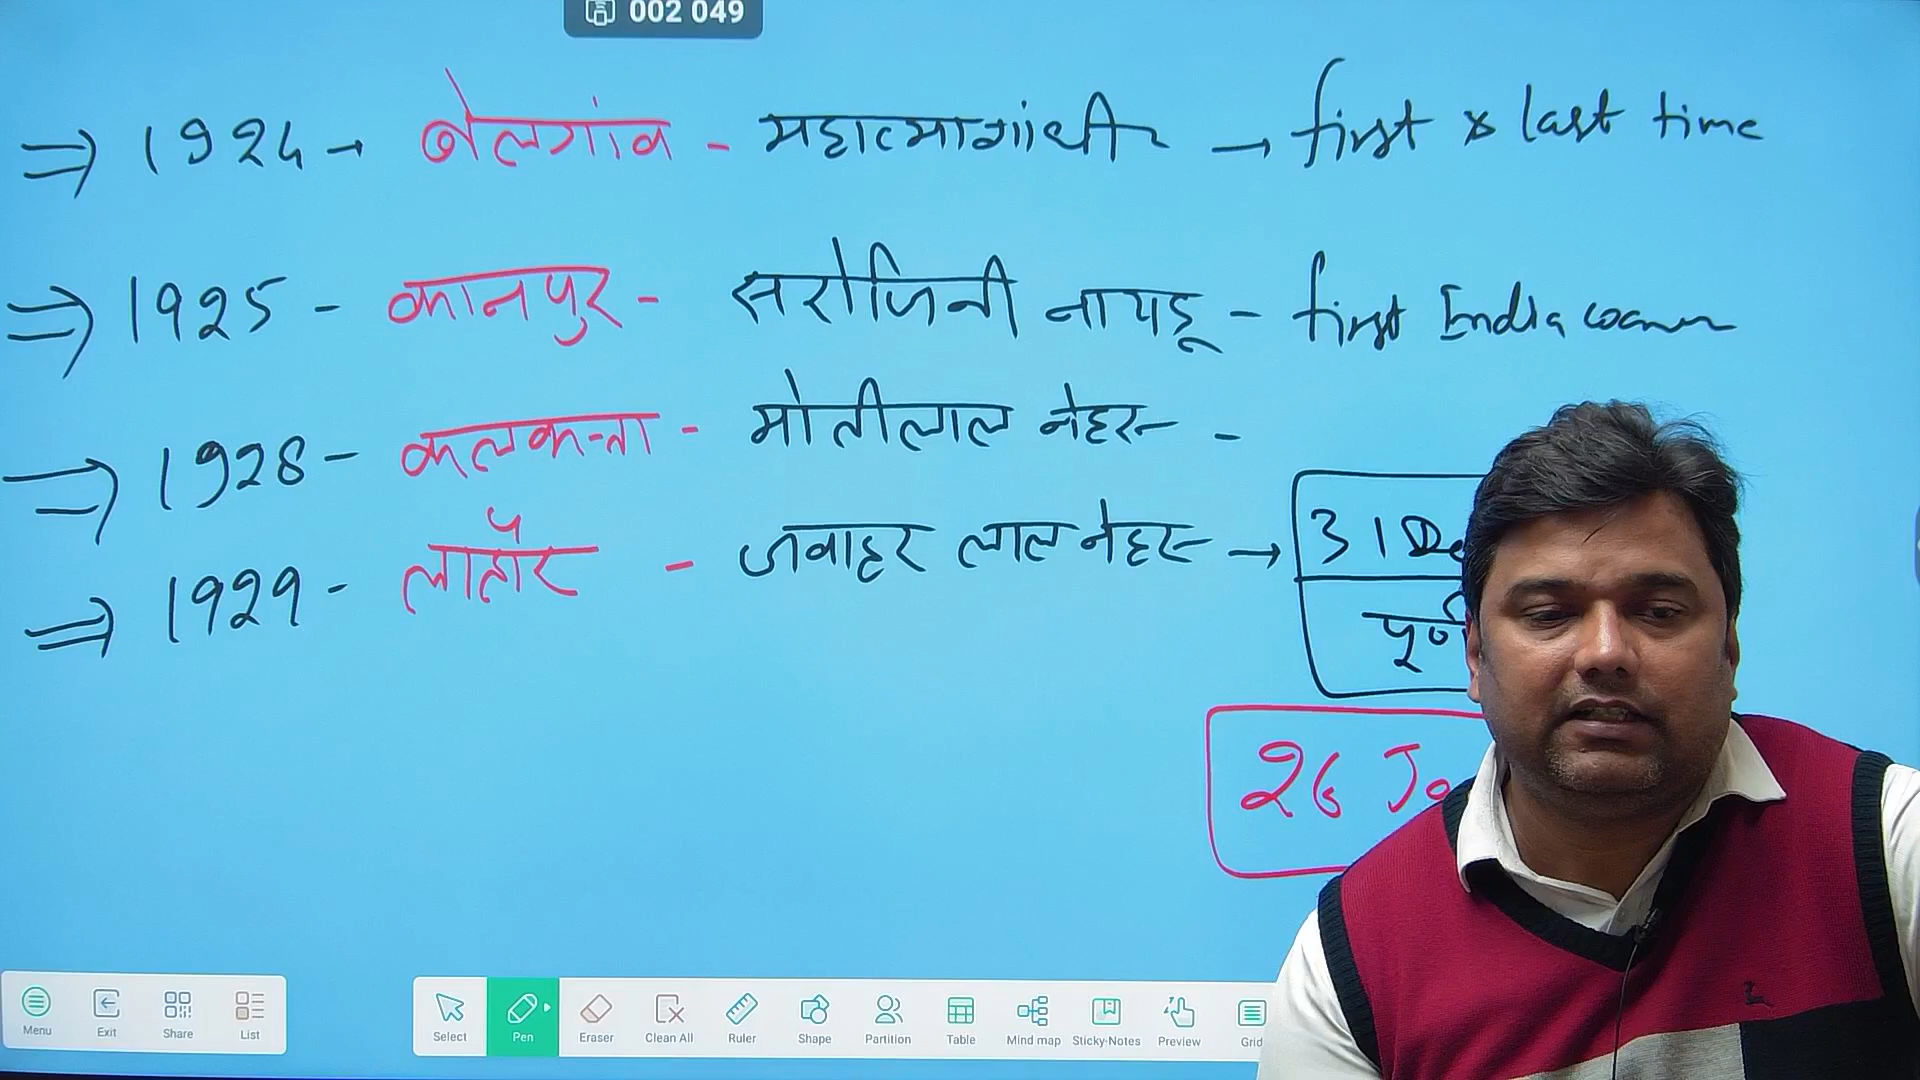 002 049
⇒ 1924 → बेलगांव - महात्मा गांधी → first & last time
⇒ 1925 - कानपुर - सरोजिनी नायडू - first India
⇒ 1928 - कलकत्ता - मोतीलाल नेहरू -
⇒ 1929 - लाहौर - जवाहर लाल नेहरू → 31 De
पूर्ण
26 Ja
Menu Exit Share List Select Pen Eraser Clean All Ruler Shape Partition Table Mind map Sticky-Notes Preview Grid